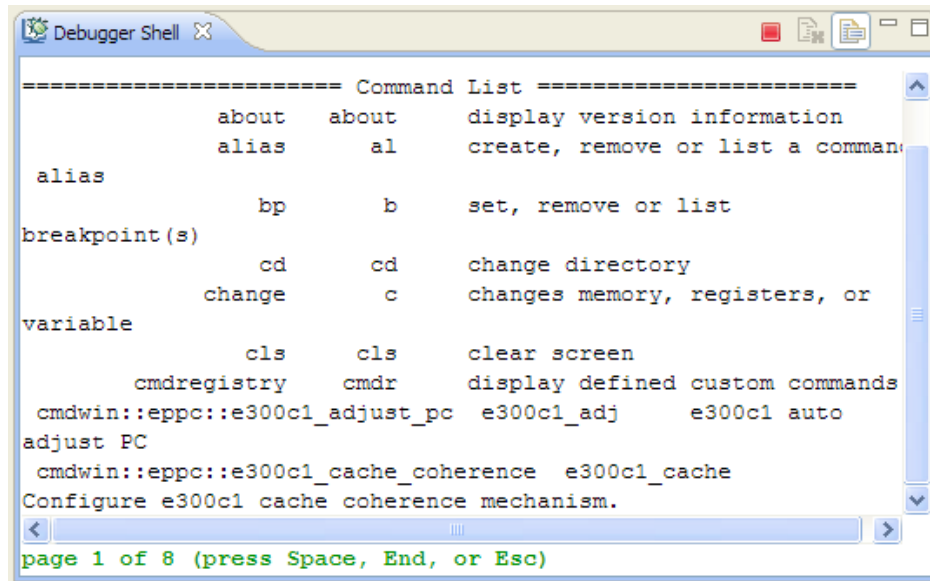 Debugger Shell
======================= Command List =======================
about about display version information
alias al create, remove or list a comman
alias
bp b set, remove or list
breakpoint(s)
cd cd change directory
change c changes memory, registers, or
variable
cls cls clear screen
cmdregistry cmdr display defined custom commands
cmdwin::eppc::e300c1_adjust_pc e300c1_adj e300c1 auto
adjust PC
cmdwin::eppc::e300c1_cache_coherence e300c1_cache
Configure e300c1 cache coherence mechanism.
page 1 of 8 (press Space, End, or Esc)